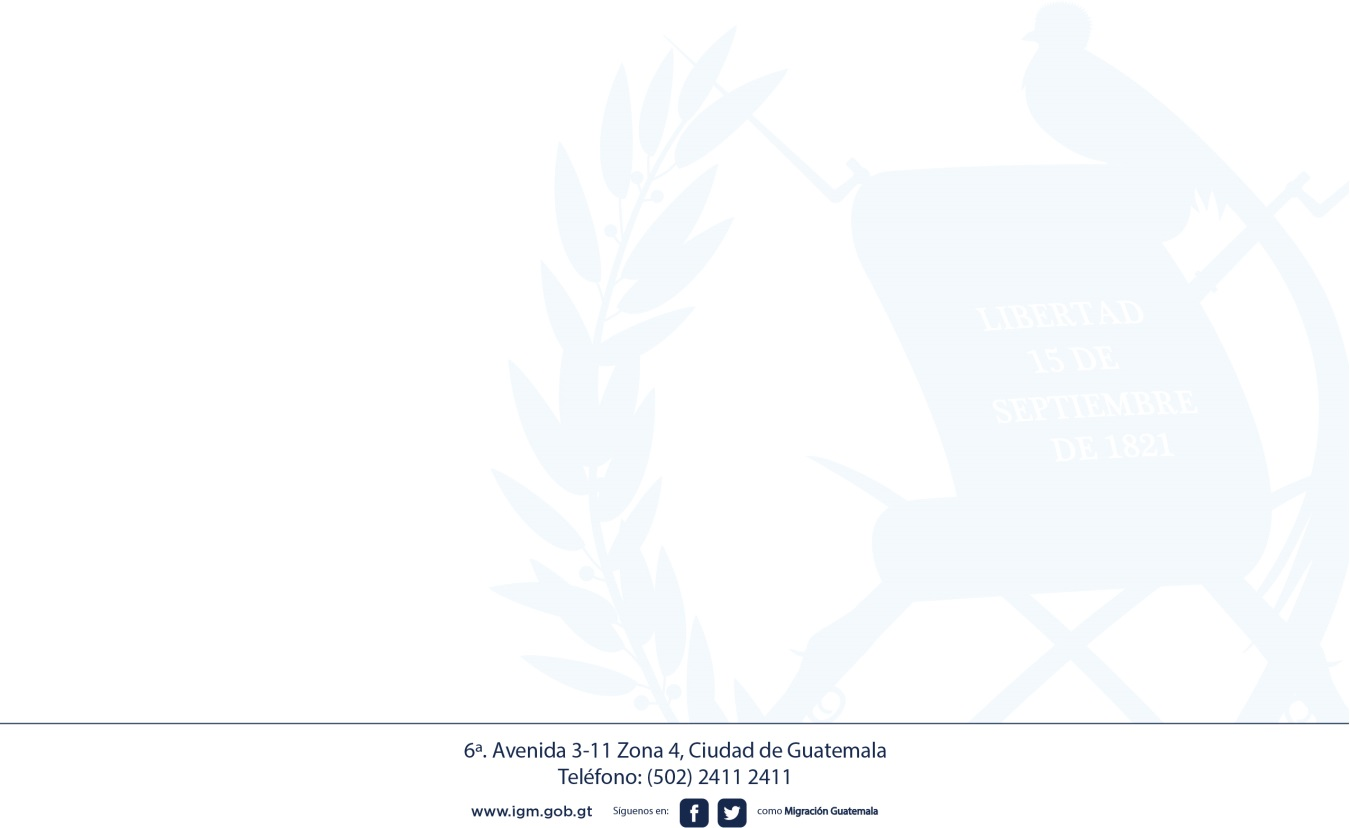 LIBERTAD
15 DE
SEPTIEMBRE
DE 1821
6ª. Avenida 3-11 Zona 4, Ciudad de Guatemala
Teléfono: (502) 2411 2411
www.igm.gob.gt Síguenos en: como Migración Guatemala